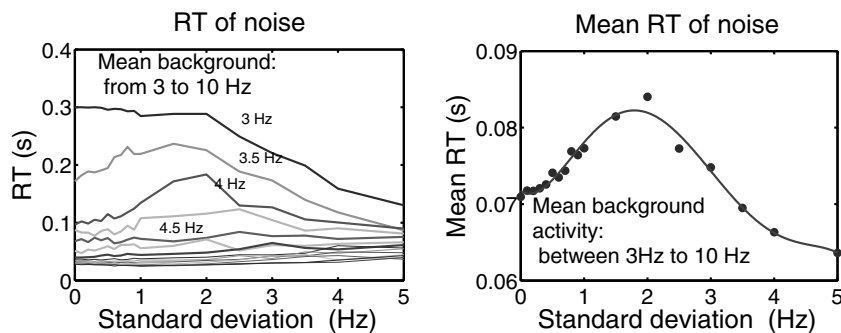 RT of noise
0.4
0.3
0.2
0.1
0
RT (s)
Mean background:
from 3 to 10 Hz
3 Hz
3.5 Hz
4 Hz
4.5 Hz
0 1 2 3 4 5
Standard deviation (Hz)
Mean RT of noise
0.09
0.08
0.07
0.06
Mean RT (s)
Mean background
activity:
between 3Hz to 10 Hz
0 1 2 3 4 5
Standard deviation (Hz)